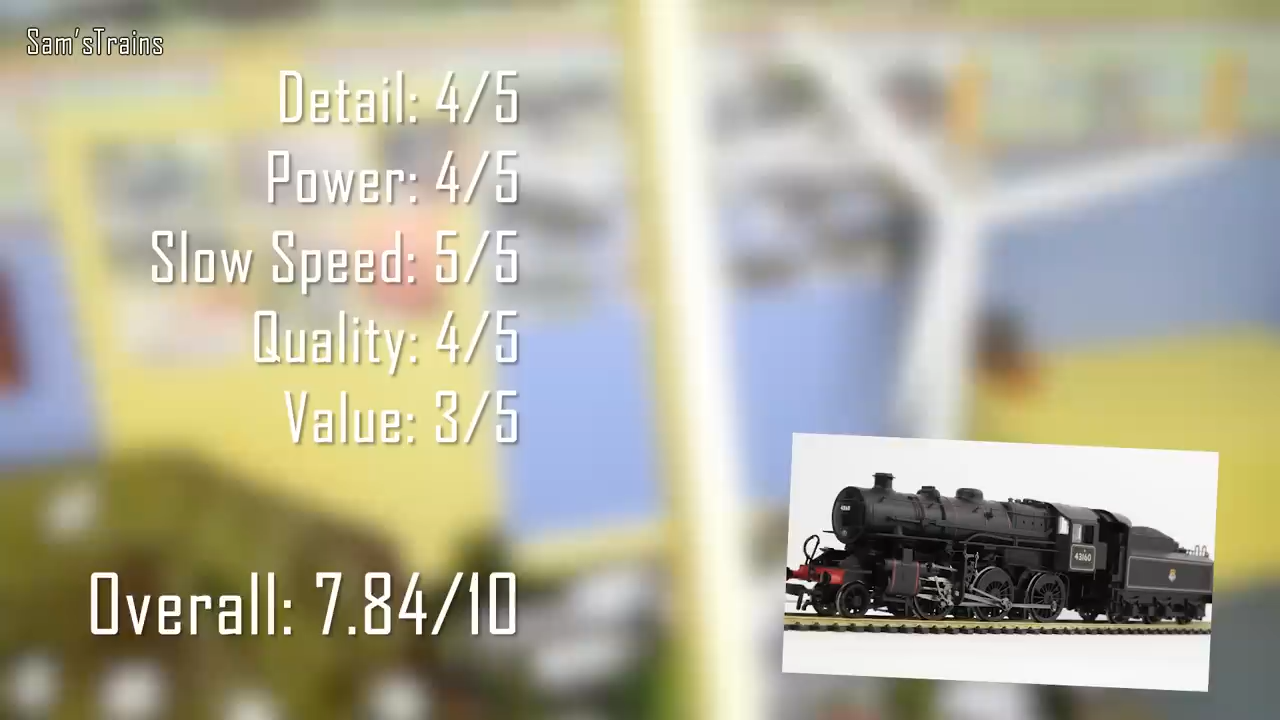 Sam'sTrains
Detail: 4/5
Power: 4/5
Slow Speed: 5/5
Quality: 4/5
Value: 3/5
Overall: 7.84/10
43160